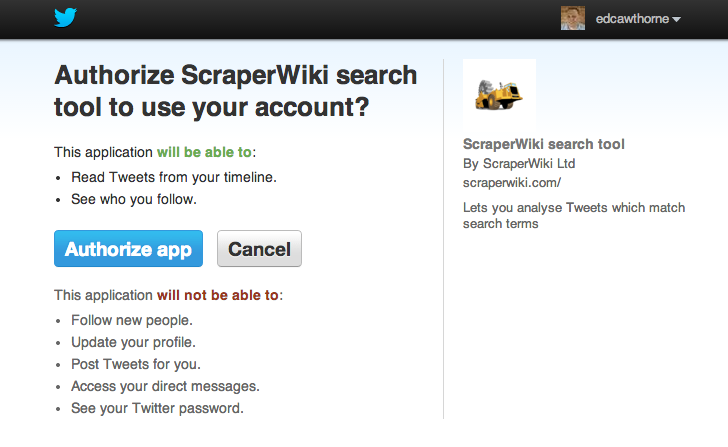 edcawthorne
Authorize ScraperWiki search
tool to use your account?
This application will be able to:
• Read Tweets from your timeline.
• See who you follow.
Authorize app
Cancel
This application will not be able to:
• Follow new people.
• Update your profile.
• Post Tweets for you.
• Access your direct messages.
• See your Twitter password.
ScraperWiki search tool
By ScraperWiki Ltd
scraperwiki.com/
Lets you analyse Tweets which match
search terms